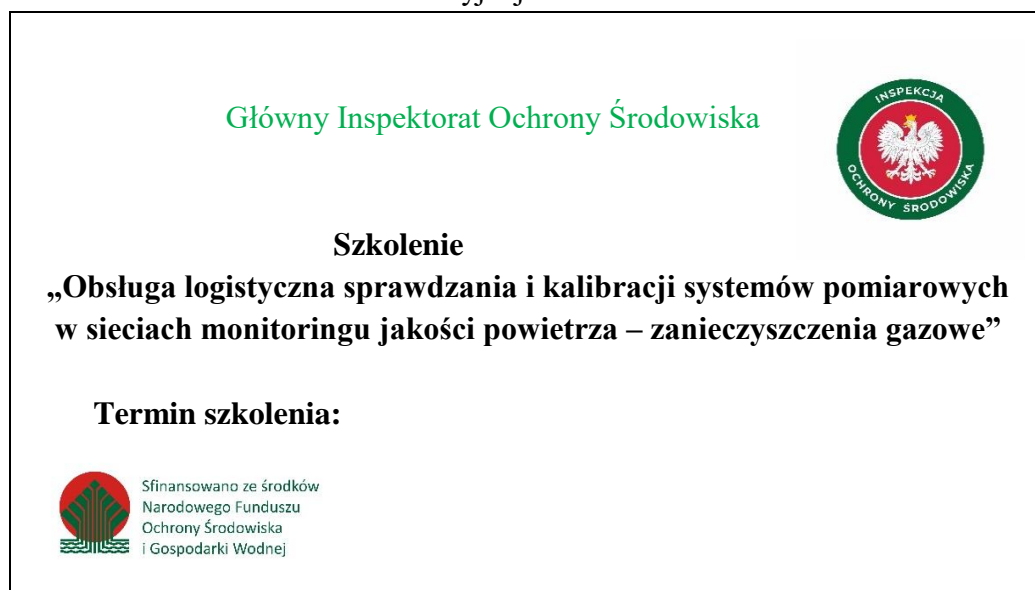 Główny Inspektorat Ochrony Środowiska
INSPEKCJA
OCHRONY ŚRODOWISKA
Szkolenie
„Obsługa logistyczna sprawdzania i kalibracji systemów pomiarowych
w sieciach monitoringu jakości powietrza – zanieczyszczenia gazowe”
Termin szkolenia:
Sfinansowano ze środków
Narodowego Funduszu
Ochrony Środowiska
i Gospodarki Wodnej